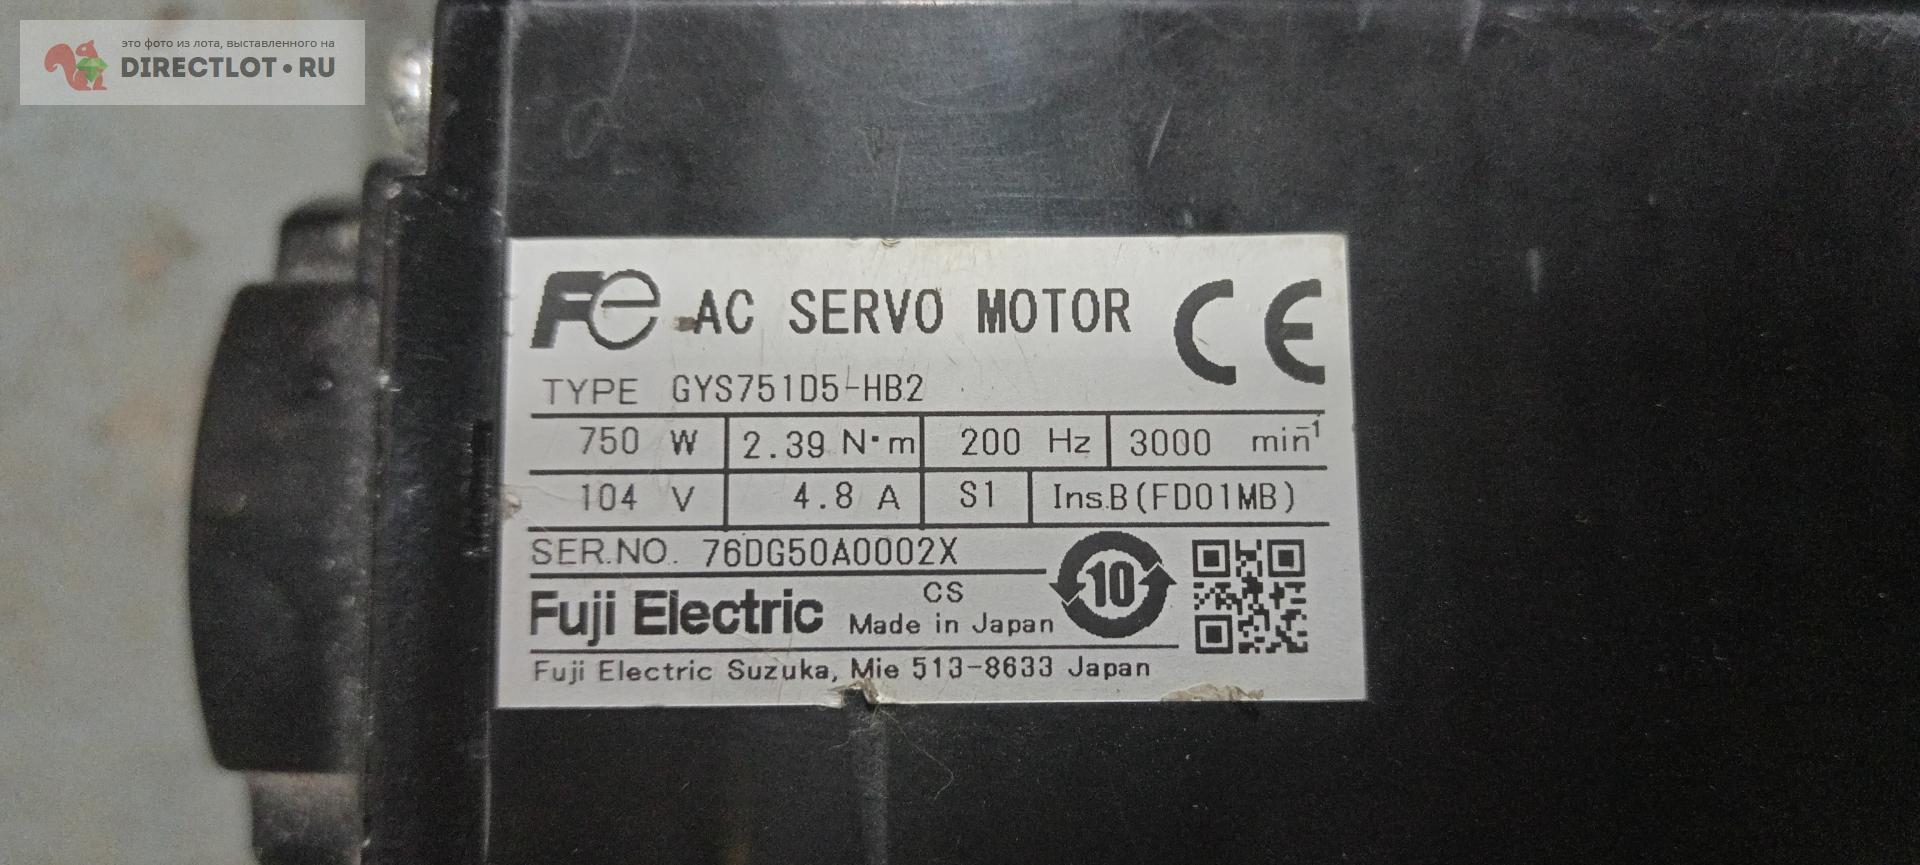 это фото из лота, выставленного на
DIRECTLOT•RU
Fe AC SERVO MOTOR CE
TYPE GYS751D5-HB2
750 W 2.39 N·m 200 Hz 3000 min⁻¹
104 V 4.8 A S1 Ins.B(FD01MB)
SER.NO. 76DG50A0002X
CS
Fuji Electric Made in Japan
10
Fuji Electric Suzuka, Mie 513-8633 Japan